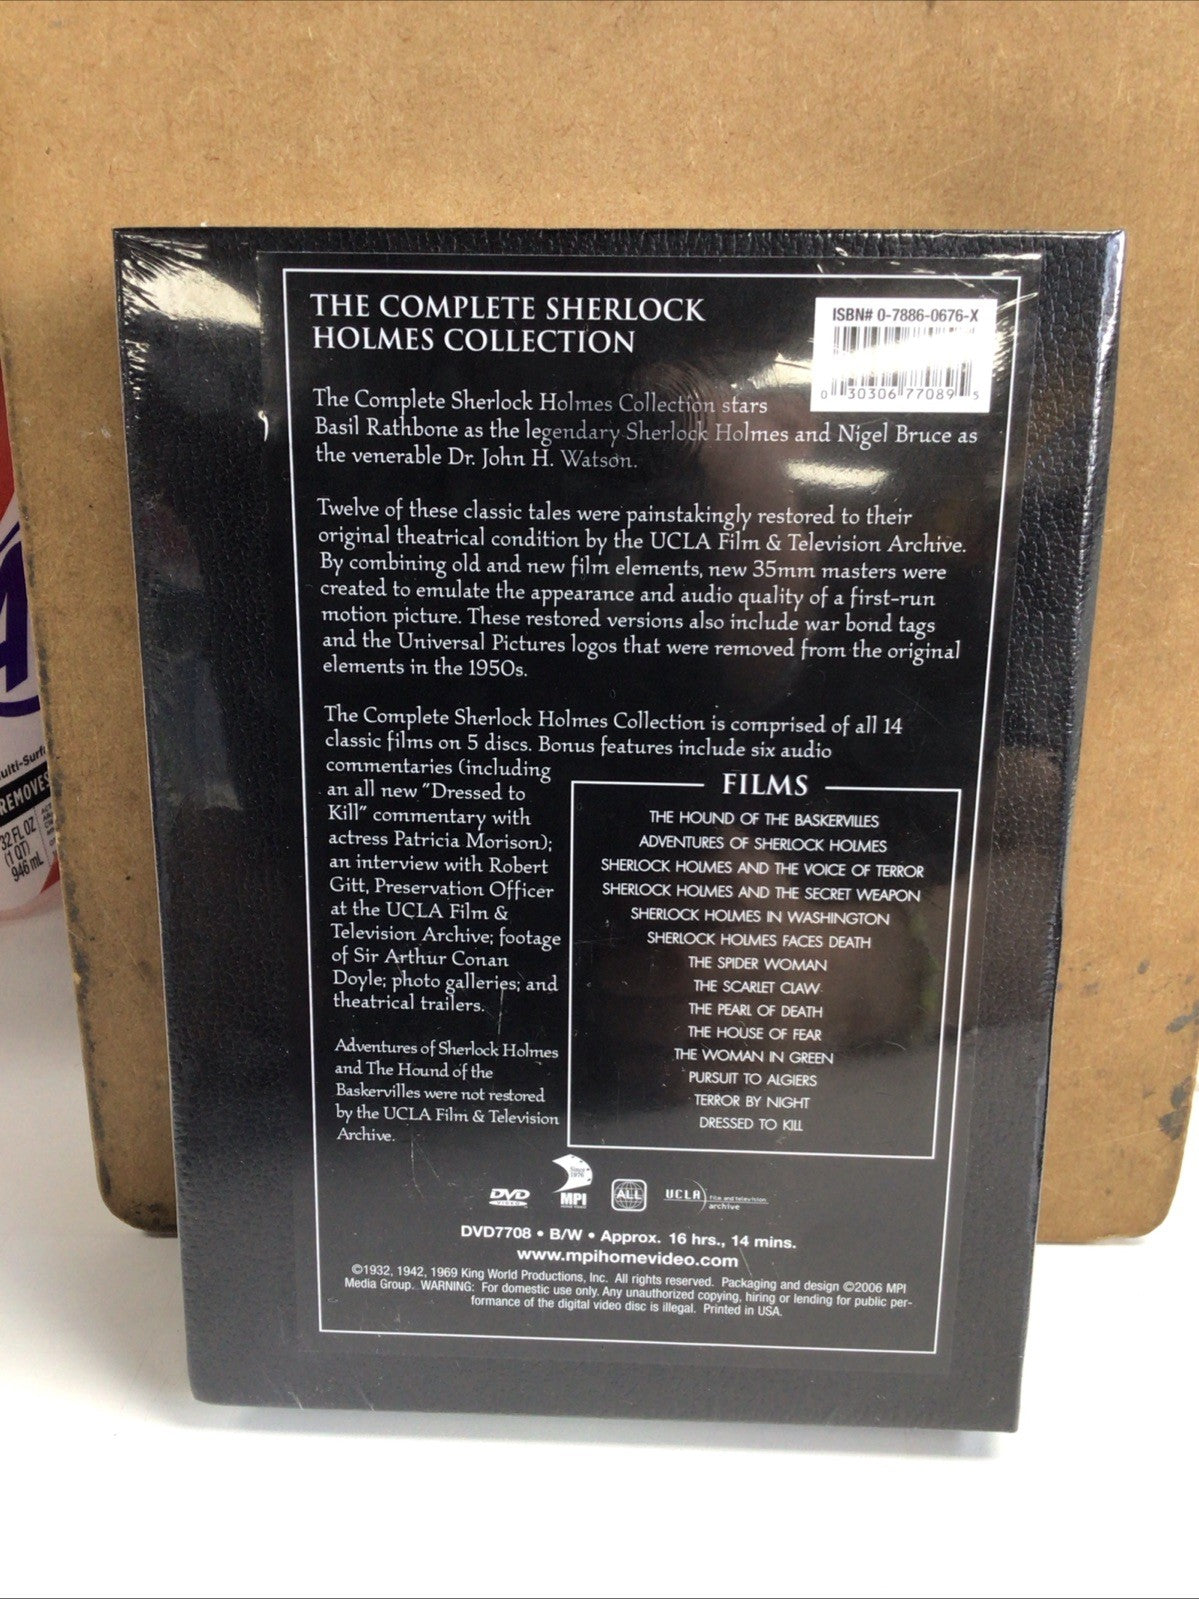 THE COMPLETE SHERLOCK
HOLMES COLLECTION
ISBN# 0-7886-0676-X
0 30306 77089 5
The Complete Sherlock Holmes Collection stars
Basil Rathbone as the legendary Sherlock Holmes and Nigel Bruce as
the venerable Dr. John H. Watson.
Twelve of these classic tales were painstakingly restored to their
original theatrical condition by the UCLA Film & Television Archive.
By combining old and new film elements, new 35mm masters were
created to emulate the appearance and audio quality of a first-run
motion picture. These restored versions also include war bond tags
and the Universal Pictures logos that were removed from the original
elements in the 1950s.
The Complete Sherlock Holmes Collection is comprised of all 14
classic films on 5 discs. Bonus features include six audio
commentaries (including
an all new "Dressed to
Kill" commentary with
actress Patricia Morison);
an interview with Robert
Gitt, Preservation Officer
at the UCLA Film &
Television Archive; footage
of Sir Arthur Conan
Doyle; photo galleries; and
theatrical trailers.
Adventures of Sherlock Holmes
and The Hound of the
Baskervilles were not restored
by the UCLA Film & Television
Archive.
FILMS
THE HOUND OF THE BASKERVILLES
ADVENTURES OF SHERLOCK HOLMES
SHERLOCK HOLMES AND THE VOICE OF TERROR
SHERLOCK HOLMES AND THE SECRET WEAPON
SHERLOCK HOLMES IN WASHINGTON
SHERLOCK HOLMES FACES DEATH
THE SPIDER WOMAN
THE SCARLET CLAW
THE PEARL OF DEATH
THE HOUSE OF FEAR
THE WOMAN IN GREEN
PURSUIT TO ALGIERS
TERROR BY NIGHT
DRESSED TO KILL
DVD
VIDEO
Since
1976
MPI
HOME VIDEO
ALL
UCLA film and television
archive
DVD7708 • B/W • Approx. 16 hrs., 14 mins.
www.mpihomevideo.com
©1932, 1942, 1969 King World Productions, Inc. All rights reserved. Packaging and design ©2006 MPI
Media Group. WARNING: For domestic use only. Any unauthorized copying, hiring or lending for public per-
formance of the digital video disc is illegal. Printed in USA.
REMOVES
32 FL OZ
(1 QT)
946 mL